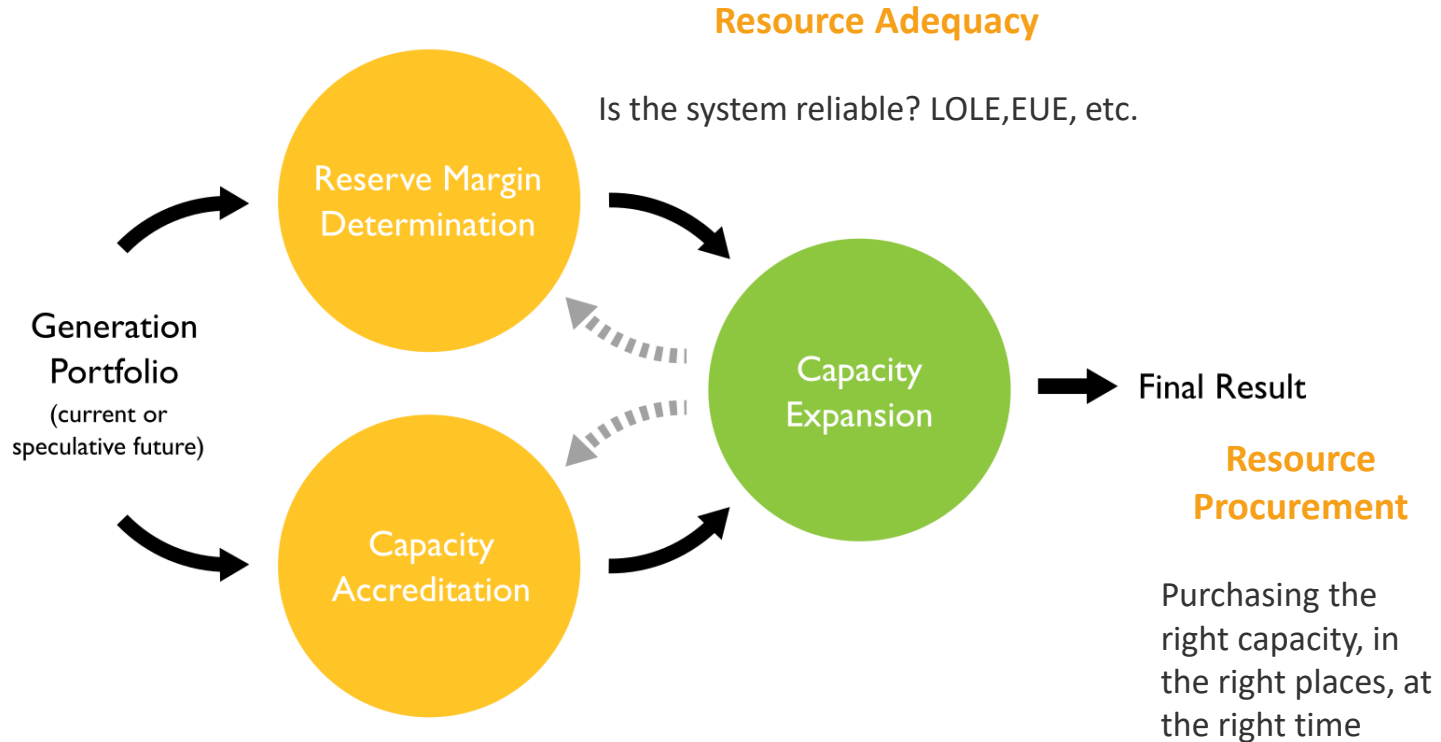 Resource Adequacy
Is the system reliable? LOLE,EUE, etc.
Reserve Margin
Determination
Generation
Portfolio
(current or
speculative future)
Capacity
Expansion
Final Result
Capacity
Accreditation
Resource
Procurement
Purchasing the
right capacity, in
the right places, at
the right time